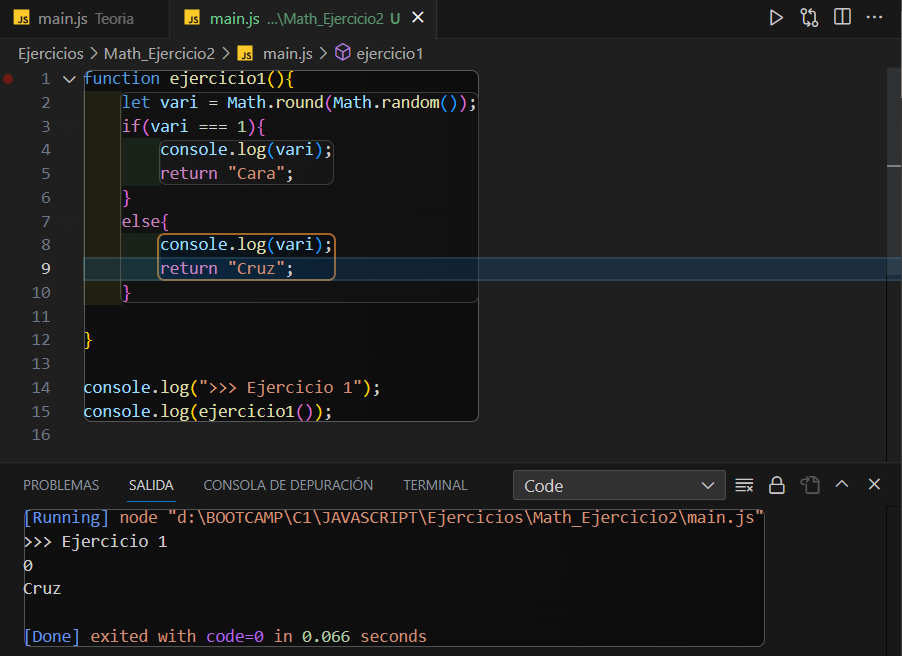 JS main.js Teoria JS main.js ...\Math_Ejercicio2 U
Ejercicios > Math_Ejercicio2 > JS main.js > ejercicio1
1 function ejercicio1(){
2 let vari = Math.round(Math.random());
3 if(vari === 1){
4 console.log(vari);
5 return "Cara";
6 }
7 else{
8 console.log(vari);
9 return "Cruz";
10 }
11
12 }
13
14 console.log(">>> Ejercicio 1");
15 console.log(ejercicio1());
16
PROBLEMAS SALIDA CONSOLA DE DEPURACIÓN TERMINAL Code
[Running] node "d:\BOOTCAMP\C1\JAVASCRIPT\Ejercicios\Math_Ejercicio2\main.js"
>>> Ejercicio 1
0
Cruz
[Done] exited with code=0 in 0.066 seconds